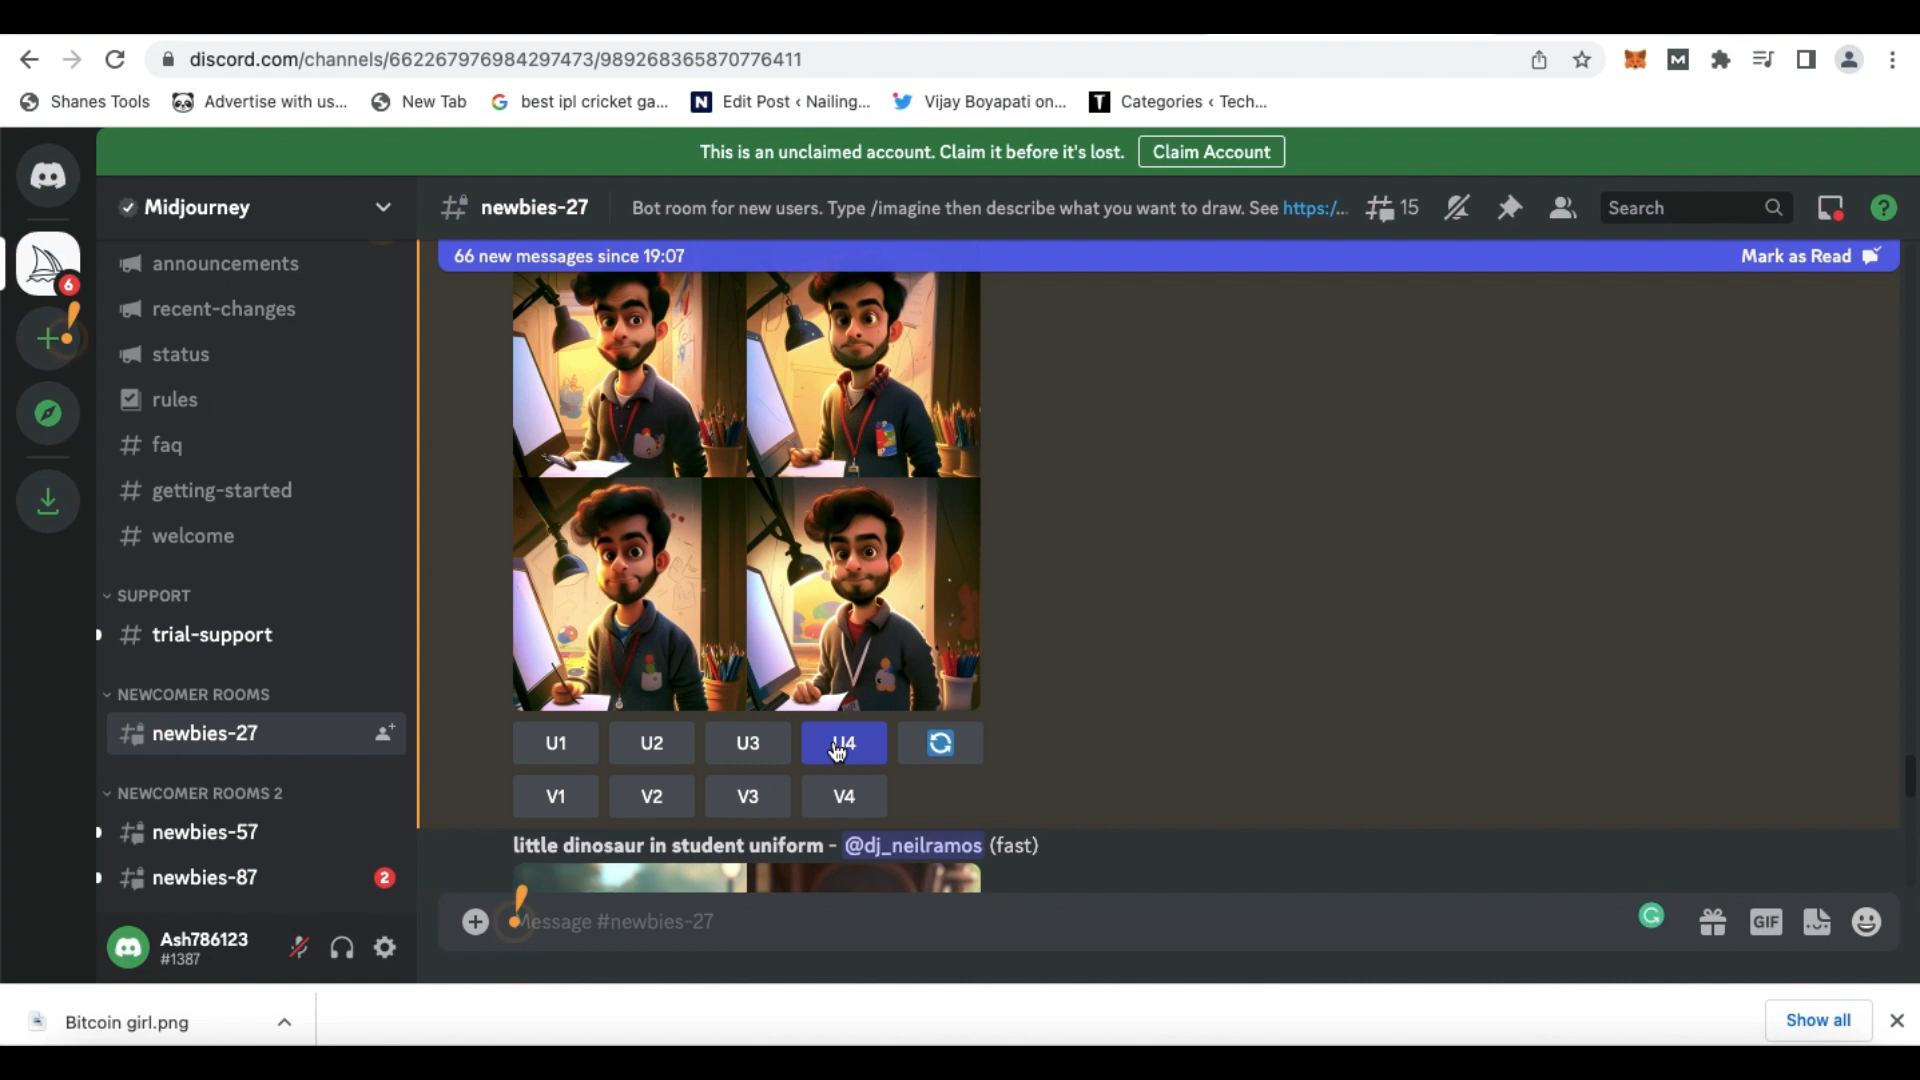 discord.com/channels/662267976984297473/989268365870776411
Shanes Tools Advertise with us... New Tab best ipl cricket ga... Edit Post ‹ Nailing... Vijay Boyapati on... Categories ‹ Tech...
This is an unclaimed account. Claim it before it's lost. Claim Account
Midjourney
newbies-27 Bot room for new users. Type /imagine then describe what you want to draw. See https:/... 15 Search
66 new messages since 19:07 Mark as Read
announcements
recent-changes
status
rules
faq
getting-started
welcome
SUPPORT
trial-support
NEWCOMER ROOMS
newbies-27
NEWCOMER ROOMS 2
newbies-57
newbies-87 2
6
U1 U2 U3 U4
V1 V2 V3 V4
little dinosaur in student uniform - @dj_neilramos (fast)
Message #newbies-27
GIF
Ash786123
#1387
Bitcoin girl.png
Show all